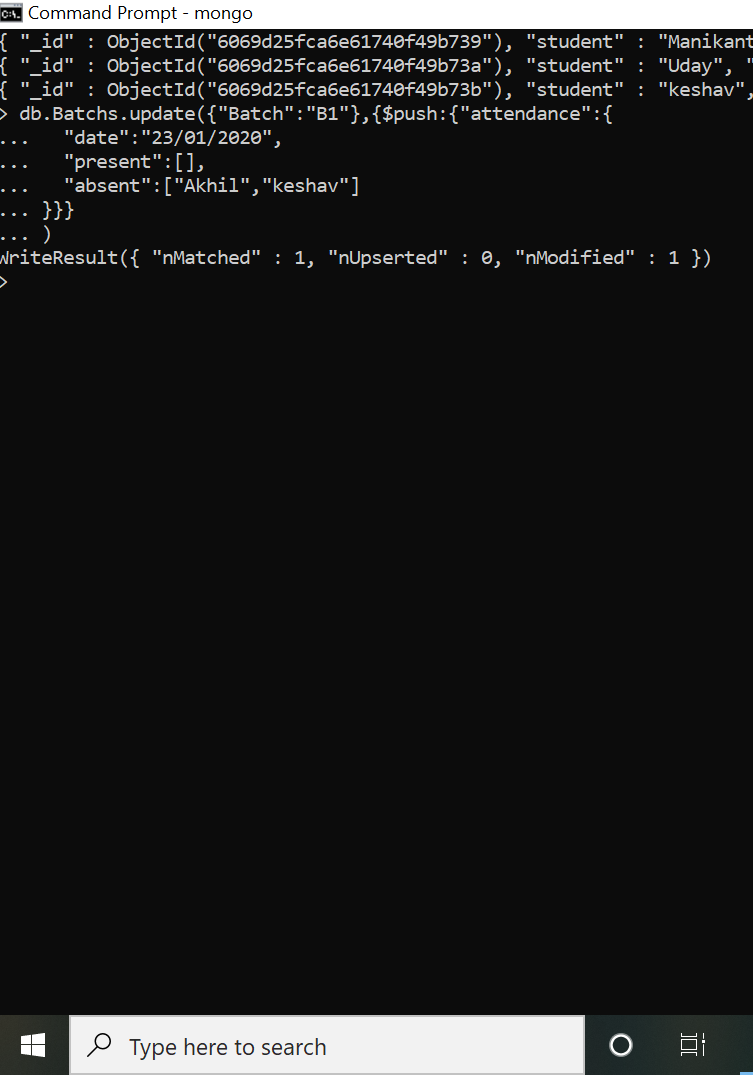 Command Prompt - mongo
{ "_id" : ObjectId("6069d25fca6e61740f49b739"), "student" : "Manikant
{ "_id" : ObjectId("6069d25fca6e61740f49b73a"), "student" : "Uday", "
{ "_id" : ObjectId("6069d25fca6e61740f49b73b"), "student" : "keshav",
> db.Batchs.update({"Batch":"B1"},{$push:{"attendance":{
...   "date":"23/01/2020",
...   "present":[],
...   "absent":["Akhil","keshav"]
... }}}
... )
WriteResult({ "nMatched" : 1, "nUpserted" : 0, "nModified" : 1 })
>
Type here to search